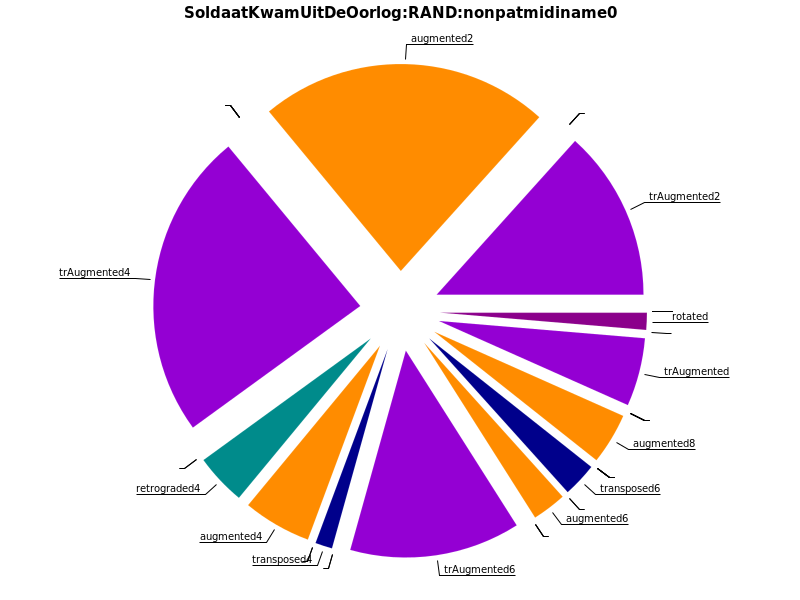 SoldaatKwamUitDeOorlog:RAND:nonpatmidiname0
augmented2
trAugmented2
trAugmented4
rotated
trAugmented
augmented8
retrograded4
transposed6
augmented6
augmented4
transposed4
trAugmented6